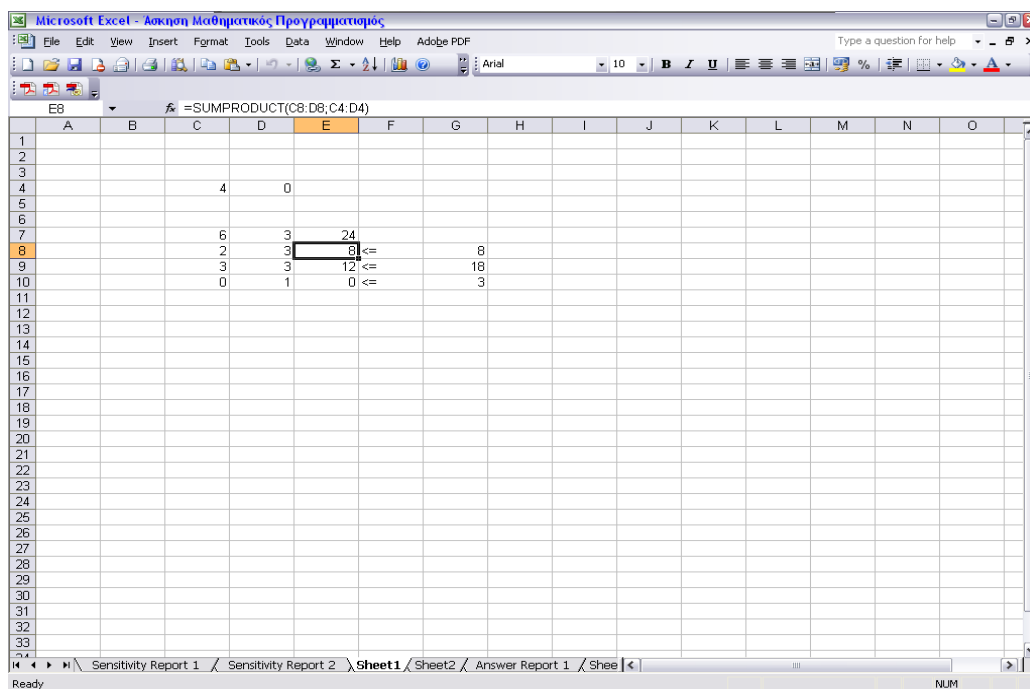 Microsoft Excel - Άσκηση Μαθηματικός Προγραμματισμός
File Edit View Insert Format Tools Data Window Help Adobe PDF Type a question for help
Arial 10 B I U %
E8 fx =SUMPRODUCT(C8:D8;C4:D4)
A B C D E F G H I J K L M N O
1
2
3
4 4 0
5
6
7 6 3 24
8 2 3 8 <= 8
9 3 3 12 <= 18
10 0 1 0 <= 3
11
12
13
14
15
16
17
18
19
20
21
22
23
24
25
26
27
28
29
30
31
32
33
Sensitivity Report 1 Sensitivity Report 2 Sheet1 Sheet2 Answer Report 1 Shee
Ready NUM